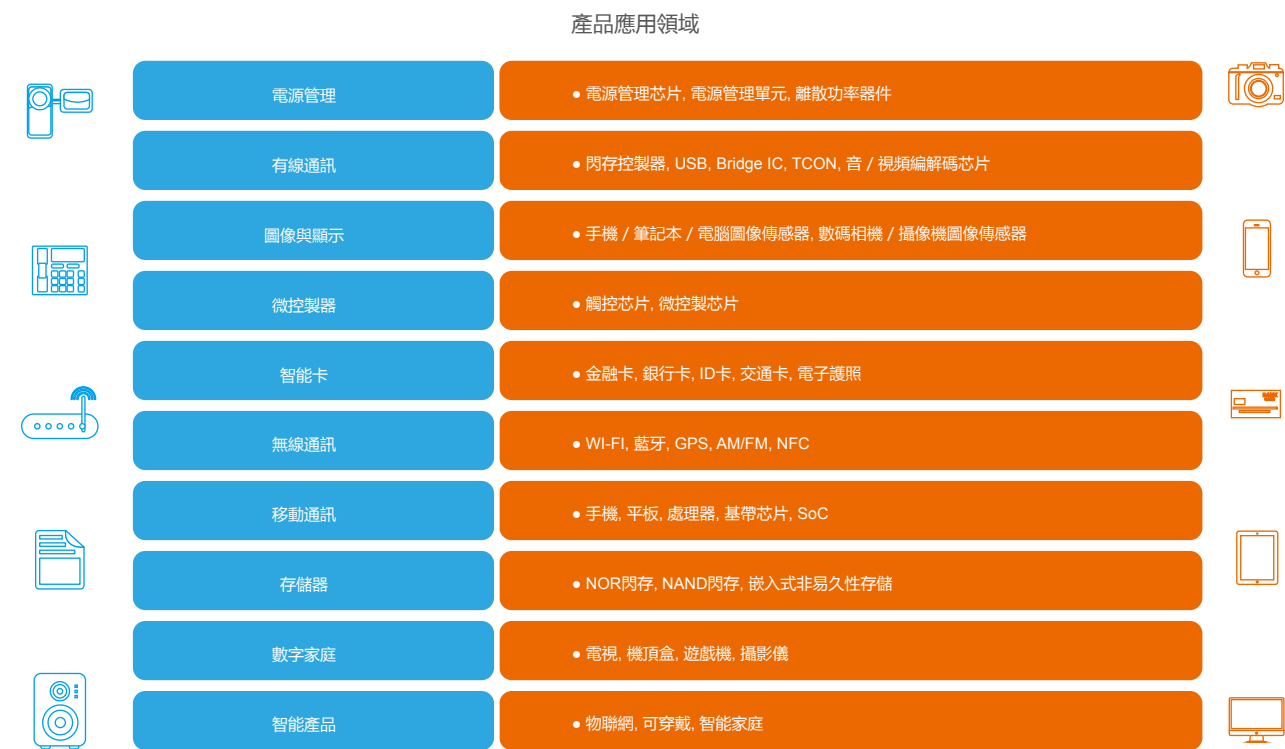 產品應用領域
電源管理
● 電源管理芯片, 電源管理單元, 離散功率器件
有線通訊
● 閃存控製器, USB, Bridge IC, TCON, 音 / 視頻編解碼芯片
圖像與顯示
● 手機 / 筆記本 / 電腦圖像傳感器, 數碼相機 / 攝像機圖像傳感器
微控製器
● 觸控芯片, 微控製芯片
智能卡
● 金融卡, 銀行卡, ID卡, 交通卡, 電子護照
無線通訊
● WI-FI, 藍牙, GPS, AM/FM, NFC
移動通訊
● 手機, 平板, 處理器, 基帶芯片, SoC
存儲器
● NOR閃存, NAND閃存, 嵌入式非易久性存儲
數字家庭
● 電視, 機頂盒, 遊戲機, 攝影儀
智能產品
● 物聯網, 可穿戴, 智能家庭